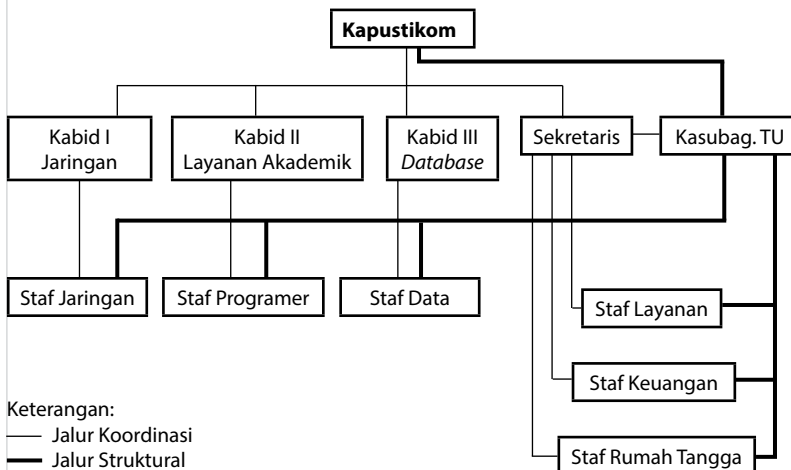 Kapustikom
Kabid I
Jaringan
Kabid II
Layanan Akademik
Kabid III
Database
Sekretaris
Kasubag. TU
Staf Jaringan
Staf Programer
Staf Data
Staf Layanan
Staf Keuangan
Staf Rumah Tangga
Keterangan:
Jalur Koordinasi
Jalur Struktural